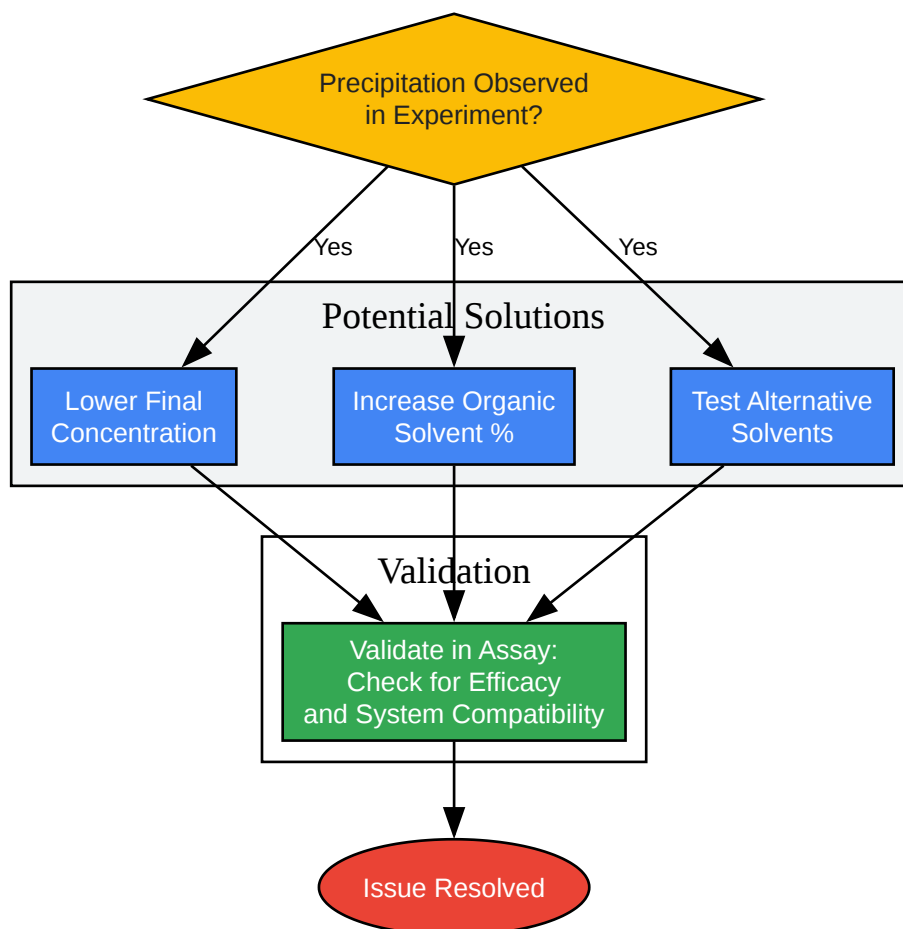 Precipitation Observed
in Experiment?
Yes
Yes
Yes
Potential Solutions
Lower Final
Concentration
Increase Organic
Solvent %
Test Alternative
Solvents
Validation
Validate in Assay:
Check for Efficacy
and System Compatibility
Issue Resolved